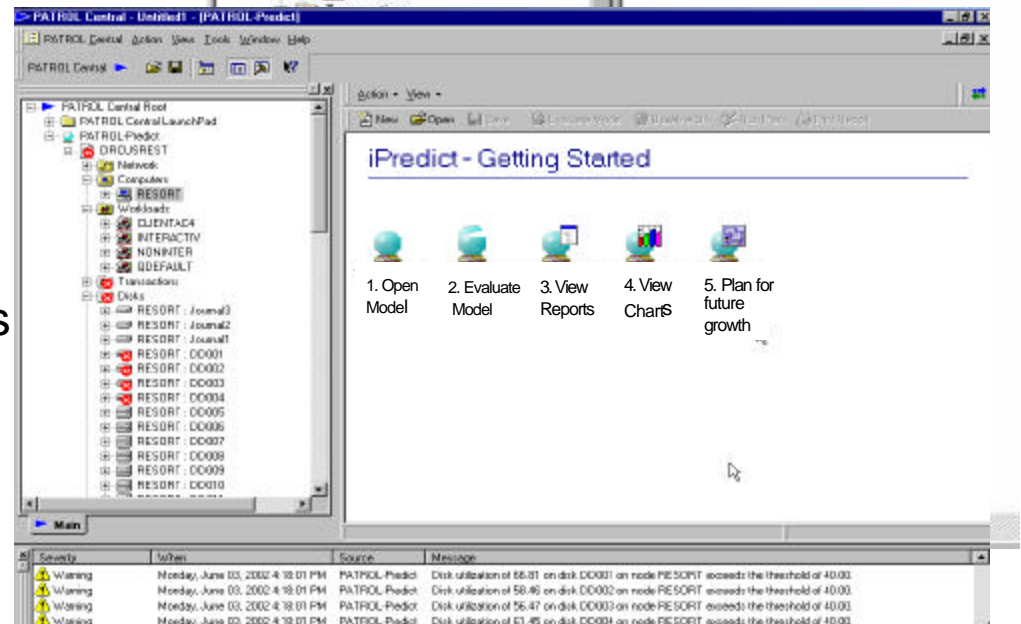 PATROL Central - Untitled1 - [PATROL-Predict]
PATROL Central Action View Tools Window Help
PATROL Central
Action View
New Open Save
PATROL Central Root
PATROL Central LaunchPad
PATROL-Predict
Network
Computers
RESORT
Workloads
CLIENTAC4
INTERACTIV
NONINTER
QDEFAULT
Transactions
Disks
RESORT : Journal3
RESORT : Journal2
RESORT : Journal1
RESORT : DD001
RESORT : DD002
RESORT : DD003
RESORT : DD004
RESORT : DD005
RESORT : DD006
RESORT : DD007
RESORT : DD008
RESORT : DD009
RESORT : DD010
s
iPredict - Getting Started
1. Open
Model
2. Evaluate
Model
3. View
Reports
4. View
Charts
5. Plan for
future
growth
Main
Severity When Source Message
Warning Monday, June 03, 2002 4:18:01 PM PATROL-Predict Disk utilization of 66.81 on disk DD001 on node RESORT exceeds the threshold of 40.00.
Warning Monday, June 03, 2002 4:18:01 PM PATROL-Predict Disk utilization of 58.46 on disk DD002 on node RESORT exceeds the threshold of 40.00.
Warning Monday, June 03, 2002 4:18:01 PM PATROL-Predict Disk utilization of 56.47 on disk DD003 on node RESORT exceeds the threshold of 40.00.
Warning Monday, June 03, 2002 4:18:01 PM PATROL-Predict Disk utilization of 61.45 on disk DD004 on node RESORT exceeds the threshold of 40.00.